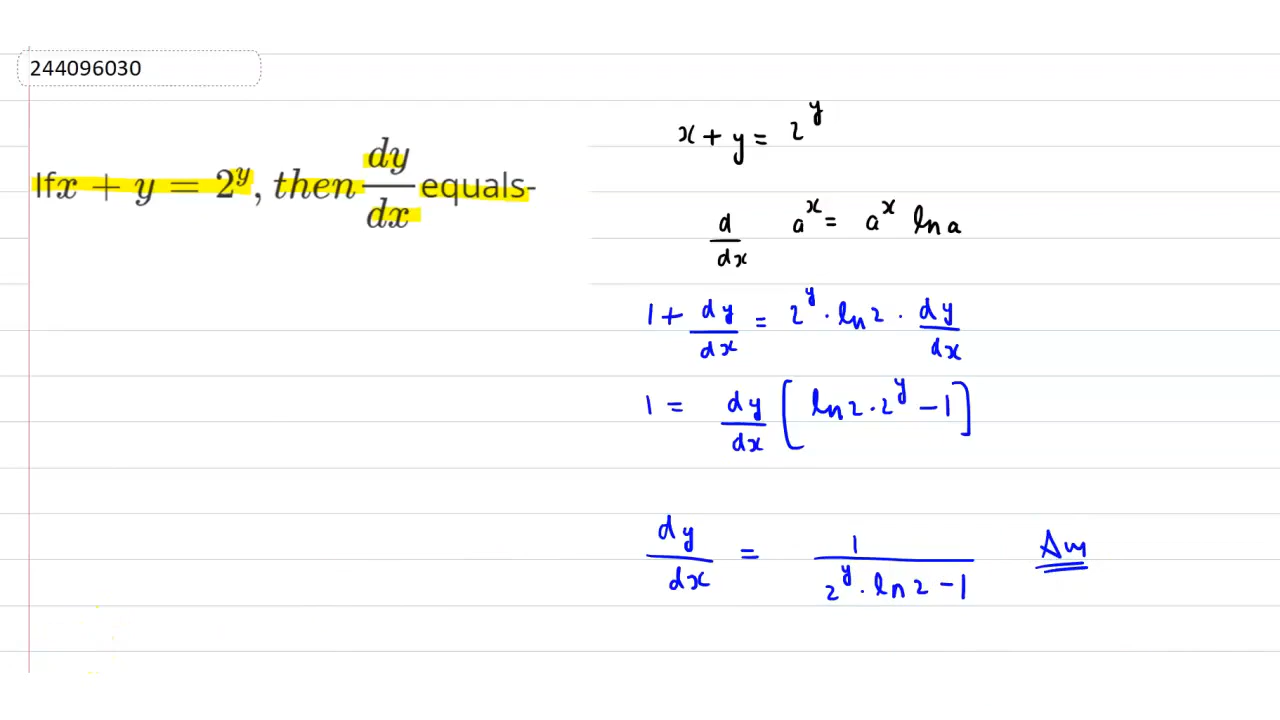 244096030
If x + y = 2^y, then dy/dx equals-
x + y = 2^y
d/dx a^x = a^x ln a
1 + dy/dx = 2^y · ln 2 · dy/dx
1 = dy/dx [ ln 2 · 2^y − 1 ]
dy/dx = 1/(2^y · ln 2 − 1) Ans